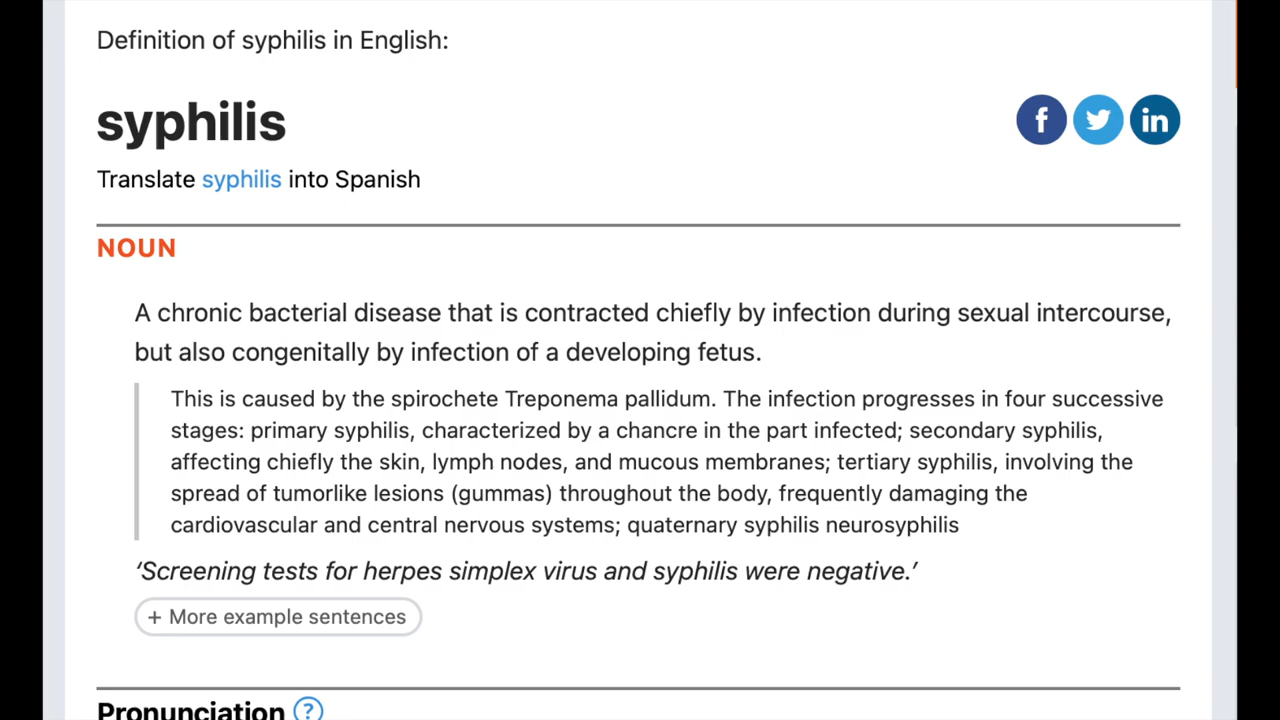 Definition of syphilis in English:
syphilis
f
in
Translate syphilis into Spanish
NOUN
A chronic bacterial disease that is contracted chiefly by infection during sexual intercourse,
but also congenitally by infection of a developing fetus.
This is caused by the spirochete Treponema pallidum. The infection progresses in four successive
stages: primary syphilis, characterized by a chancre in the part infected; secondary syphilis,
affecting chiefly the skin, lymph nodes, and mucous membranes; tertiary syphilis, involving the
spread of tumorlike lesions (gummas) throughout the body, frequently damaging the
cardiovascular and central nervous systems; quaternary syphilis neurosyphilis
‘Screening tests for herpes simplex virus and syphilis were negative.’
+ More example sentences
Pronunciation ?